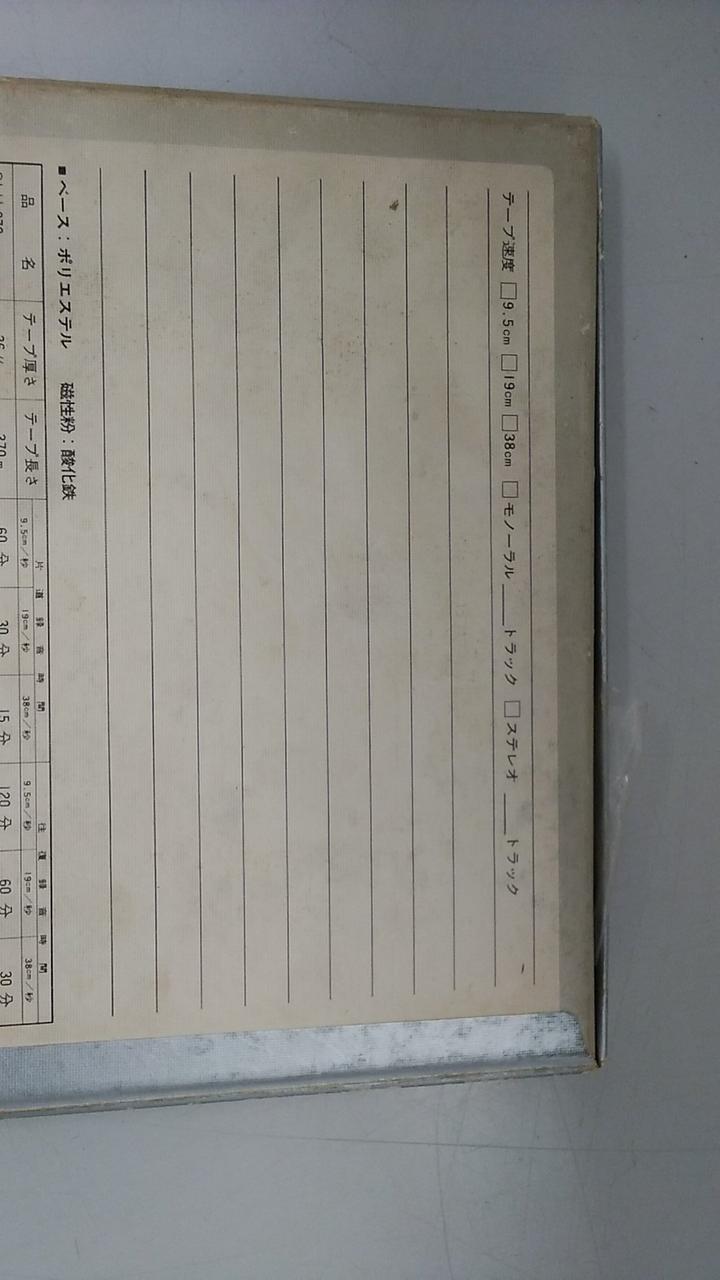 テープ速度 □9.5cm □19cm □38cm □モノーラル____トラック □ステレオ____トラック
■ベース：ポリエステル 磁性粉：酸化鉄
品名 テープ厚さ テープ長さ 片道録音時間 往復録音時間
9.5cm/秒 19cm/秒 38cm/秒 9.5cm/秒 19cm/秒 38cm/秒
370m 60分 30分 15分 120分 60分 30分